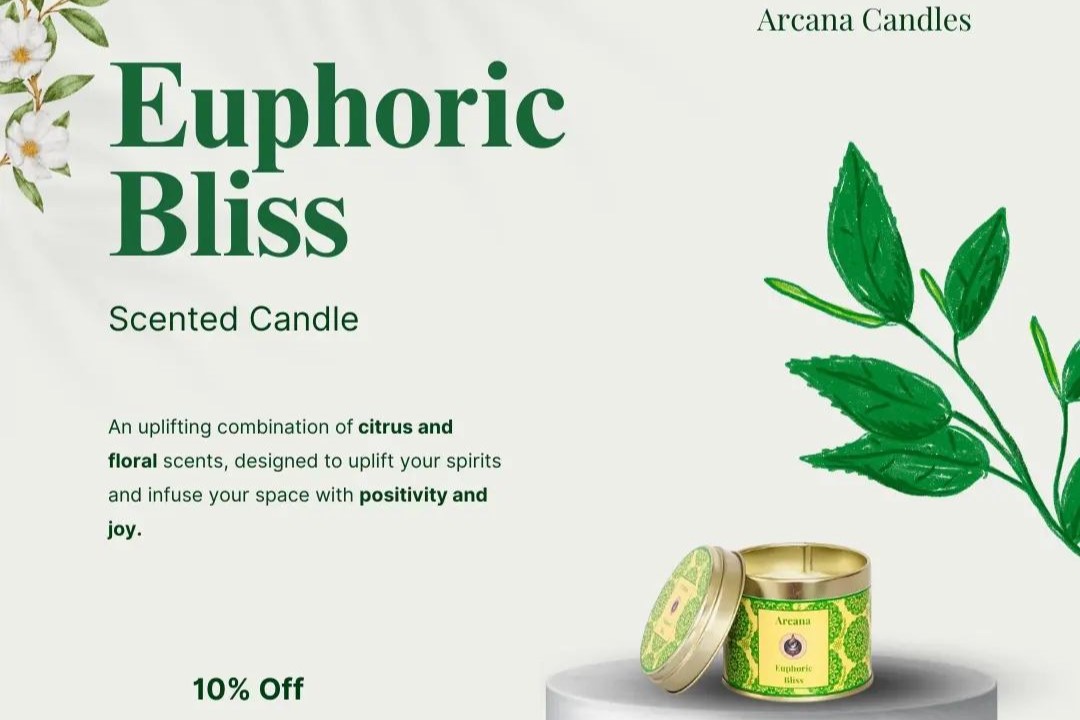 Arcana Candles
Euphoric
Bliss
Scented Candle
An uplifting combination of citrus and
floral scents, designed to uplift your spirits
and infuse your space with positivity and
joy.
10% Off
Arcana
Euphoric
Bliss